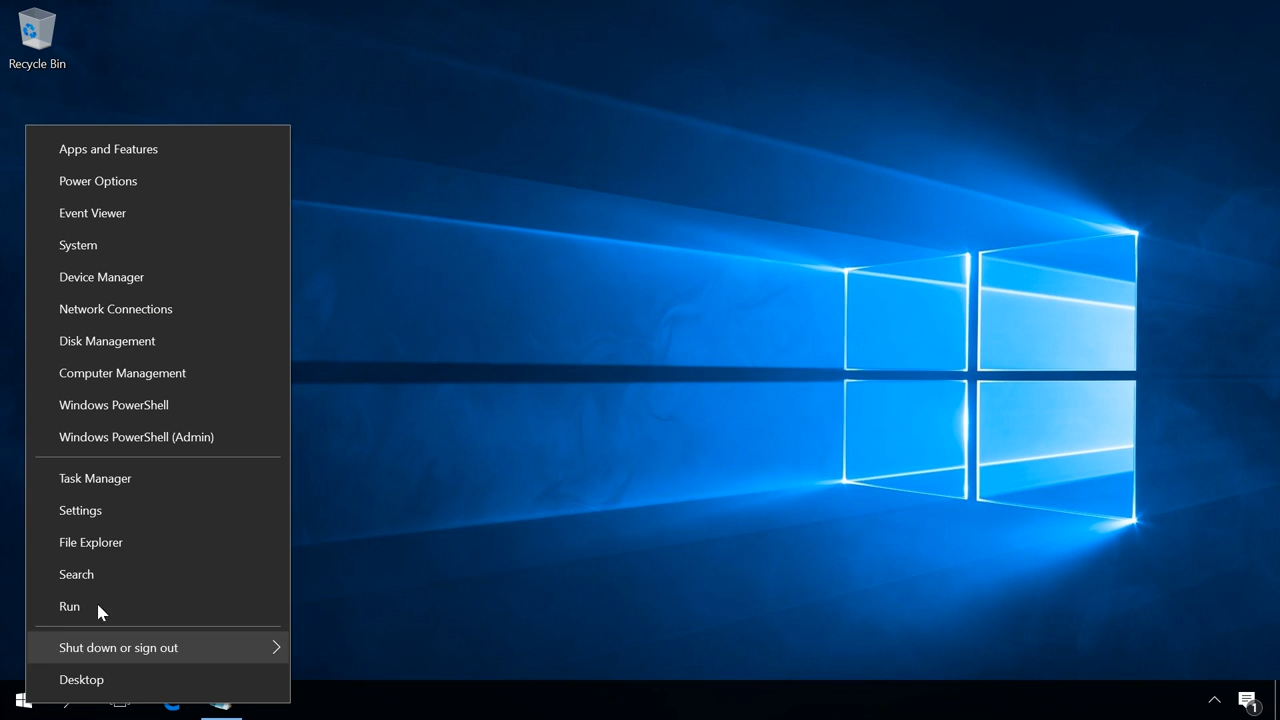 Recycle Bin
Apps and Features
Power Options
Event Viewer
System
Device Manager
Network Connections
Disk Management
Computer Management
Windows PowerShell
Windows PowerShell (Admin)
Task Manager
Settings
File Explorer
Search
Run
Shut down or sign out
Desktop
1